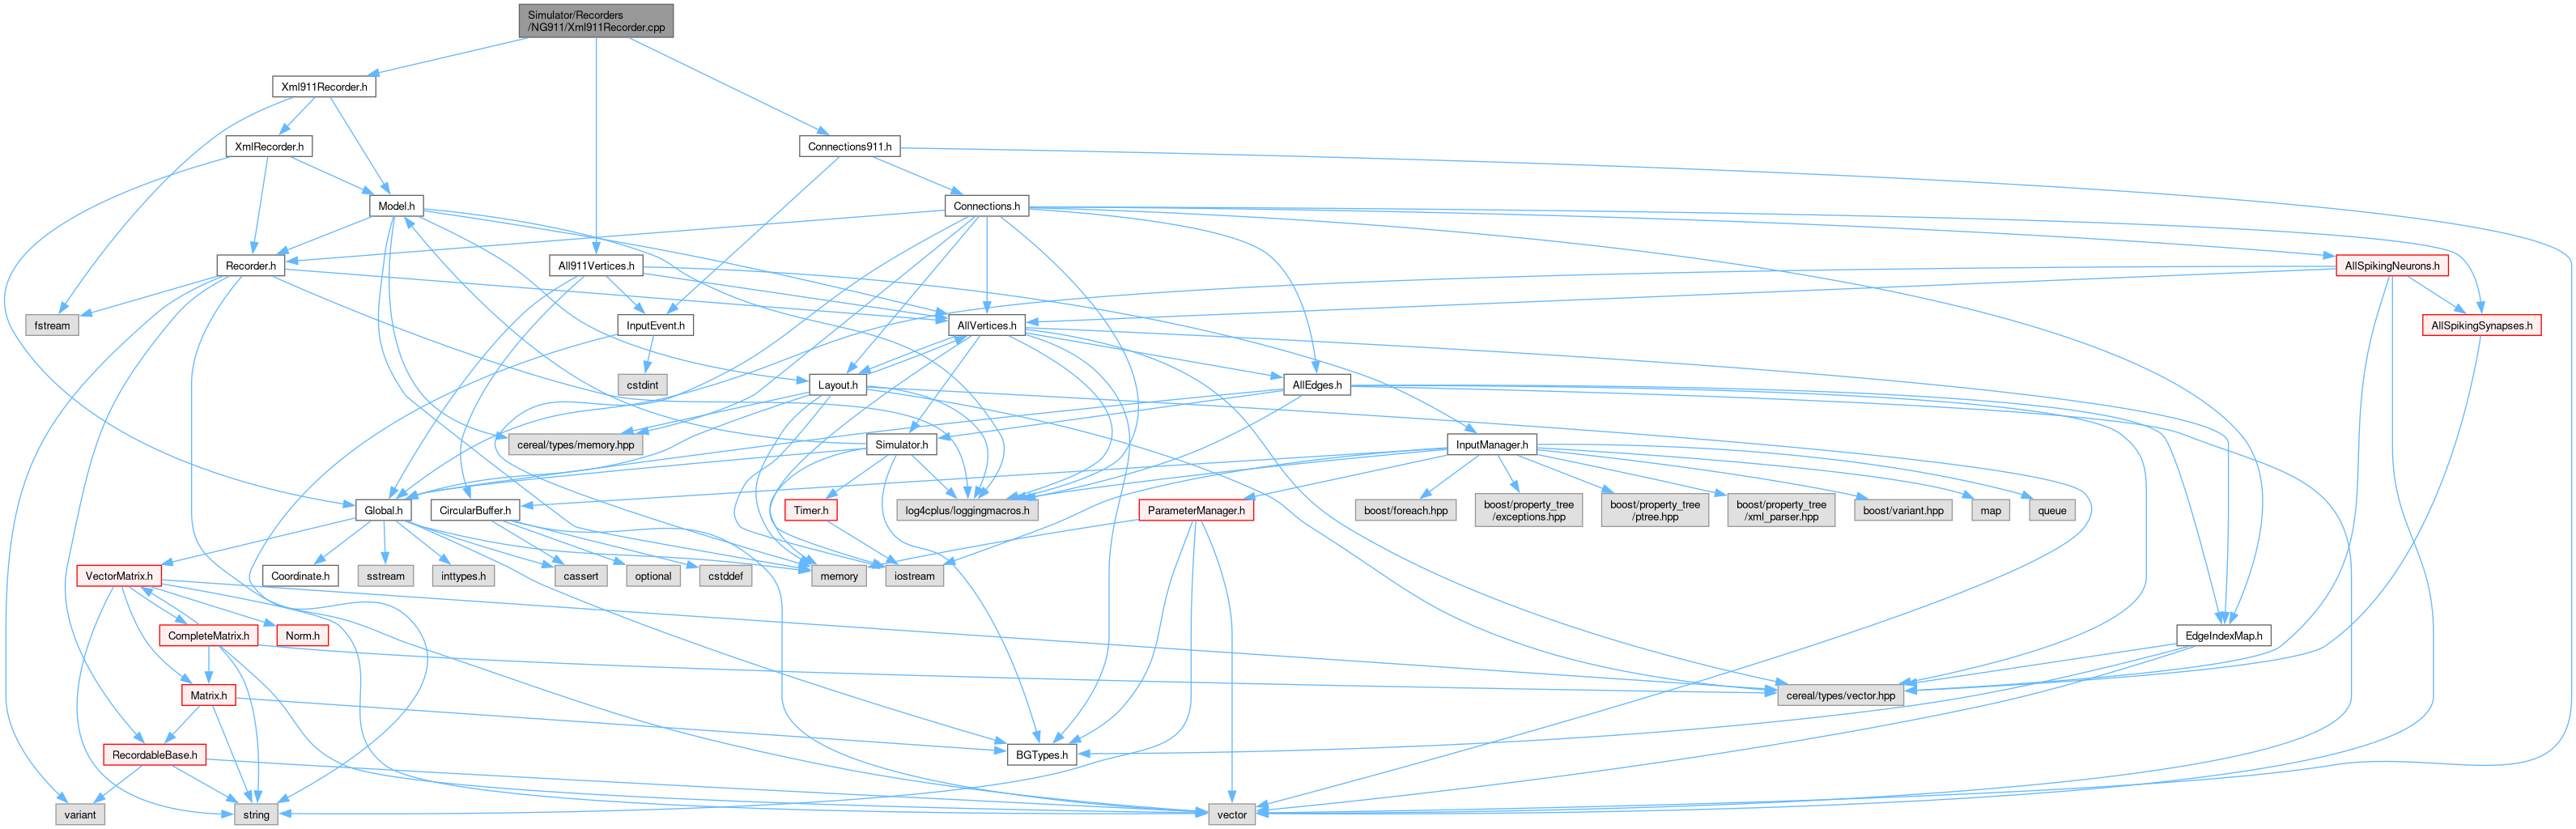 Simulator/Recorders
/NG911/Xml911Recorder.cpp
Xml911Recorder.h
XmlRecorder.h
Connections911.h
Model.h
Connections.h
Recorder.h
All911Vertices.h
AllSpikingNeurons.h
fstream
InputEvent.h
AllVertices.h
AllSpikingSynapses.h
cstdint
Layout.h
AllEdges.h
cereal/types/memory.hpp
Simulator.h
InputManager.h
Global.h
CircularBuffer.h
Timer.h
log4cplus/loggingmacros.h
ParameterManager.h
boost/foreach.hpp
boost/property_tree
/exceptions.hpp
boost/property_tree
/ptree.hpp
boost/property_tree
/xml_parser.hpp
boost/variant.hpp
map
queue
VectorMatrix.h
Coordinate.h
sstream
inttypes.h
cassert
optional
cstddef
memory
iostream
CompleteMatrix.h
Norm.h
EdgeIndexMap.h
Matrix.h
cereal/types/vector.hpp
RecordableBase.h
BGTypes.h
variant
string
vector